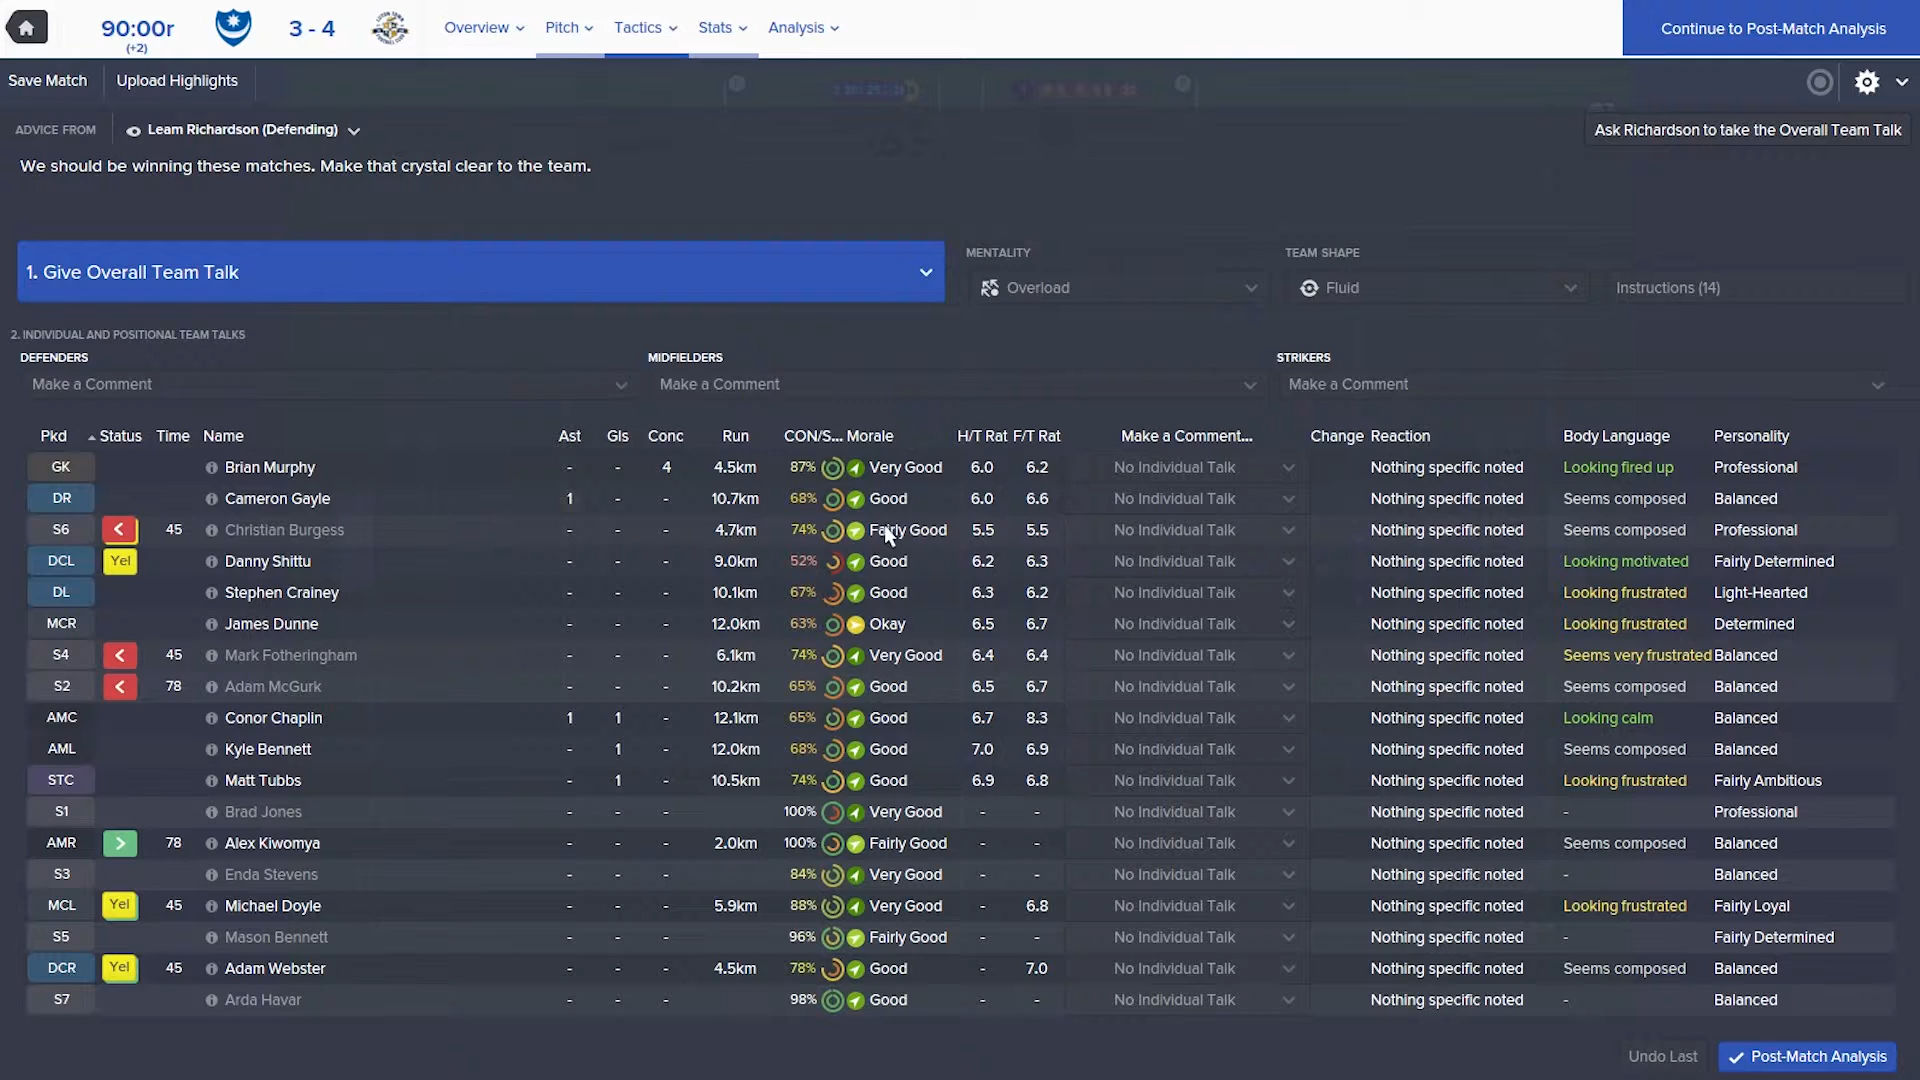 90:00r
(+2)
3 - 4
Overview
Pitch
Tactics
Stats
Analysis
Continue to Post-Match Analysis
Save Match
Upload Highlights
ADVICE FROM
Leam Richardson (Defending)
Ask Richardson to take the Overall Team Talk
We should be winning these matches. Make that crystal clear to the team.
1. Give Overall Team Talk
MENTALITY
Overload
TEAM SHAPE
Fluid
Instructions (14)
2. INDIVIDUAL AND POSITIONAL TEAM TALKS
DEFENDERS MIDFIELDERS STRIKERS
Make a Comment Make a Comment Make a Comment
Pkd Status Time Name Ast Gls Conc Run CON/S... Morale H/T Rat F/T Rat Make a Comment... Change Reaction Body Language Personality
GK Brian Murphy - - 4 4.5km 87% Very Good 6.0 6.2 No Individual Talk Nothing specific noted Looking fired up Professional
DR Cameron Gayle 1 - - 10.7km 68% Good 6.0 6.6 No Individual Talk Nothing specific noted Seems composed Balanced
S6 45 Christian Burgess - - - 4.7km 74% Fairly Good 5.5 5.5 No Individual Talk Nothing specific noted Seems composed Professional
DCL Yel Danny Shittu - - - 9.0km 52% Good 6.2 6.3 No Individual Talk Nothing specific noted Looking motivated Fairly Determined
DL Stephen Crainey - - - 10.1km 67% Good 6.3 6.2 No Individual Talk Nothing specific noted Looking frustrated Light-Hearted
MCR James Dunne - - - 12.0km 63% Okay 6.5 6.7 No Individual Talk Nothing specific noted Looking frustrated Determined
S4 45 Mark Fotheringham - - - 6.1km 74% Very Good 6.4 6.4 No Individual Talk Nothing specific noted Seems very frustrated Balanced
S2 78 Adam McGurk - - - 10.2km 65% Good 6.5 6.7 No Individual Talk Nothing specific noted Seems composed Balanced
AMC Conor Chaplin 1 1 - 12.1km 65% Good 6.7 8.3 No Individual Talk Nothing specific noted Looking calm Balanced
AML Kyle Bennett - 1 - 12.0km 68% Good 7.0 6.9 No Individual Talk Nothing specific noted Seems composed Balanced
STC Matt Tubbs - 1 - 10.5km 74% Good 6.9 6.8 No Individual Talk Nothing specific noted Looking frustrated Fairly Ambitious
S1 Brad Jones - - - 100% Very Good - - No Individual Talk Nothing specific noted - Professional
AMR 78 Alex Kiwomya - - - 2.0km 100% Fairly Good - - No Individual Talk Nothing specific noted Seems composed Balanced
S3 Enda Stevens - - - 84% Very Good - - No Individual Talk Nothing specific noted - Balanced
MCL Yel 45 Michael Doyle - - - 5.9km 88% Very Good - 6.8 No Individual Talk Nothing specific noted Looking frustrated Fairly Loyal
S5 Mason Bennett - - - 96% Fairly Good - - No Individual Talk Nothing specific noted - Fairly Determined
DCR Yel 45 Adam Webster - - - 4.5km 78% Good - 7.0 No Individual Talk Nothing specific noted Seems composed Balanced
S7 Arda Havar - - - 98% Good - - No Individual Talk Nothing specific noted - Balanced
Undo Last
Post-Match Analysis